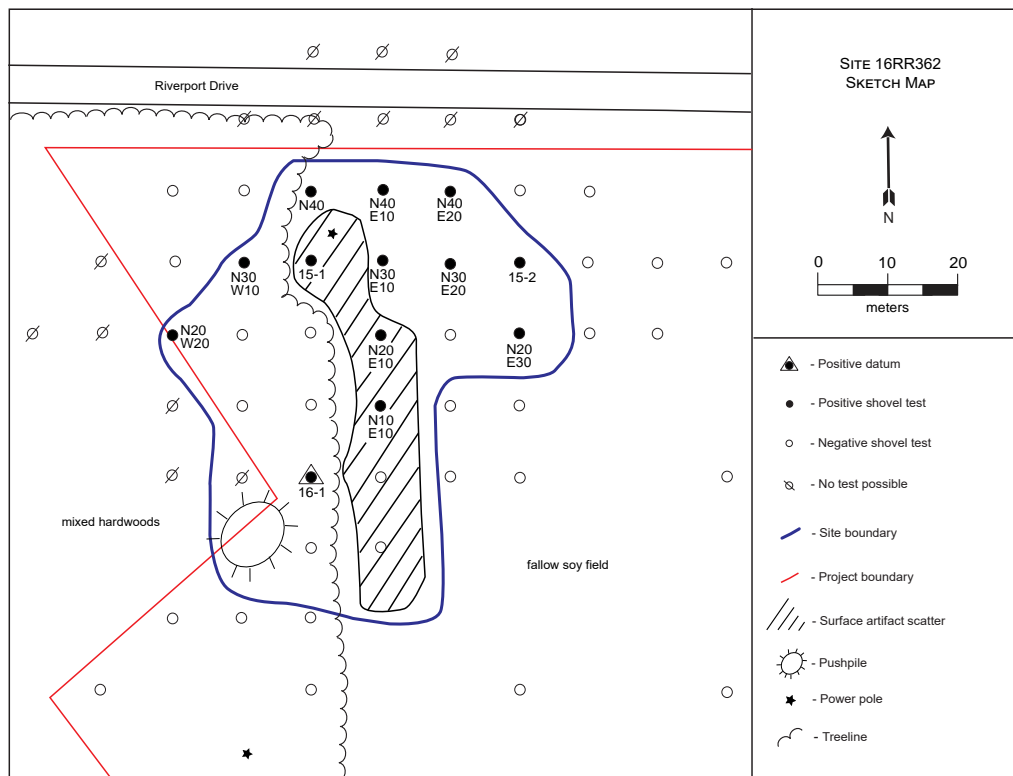 Riverport Drive
N40
N40
E10
N40
E20
N30
W10
15-1
N30
E10
N30
E20
15-2
N20
W20
N20
E10
N20
E30
N10
E10
16-1
mixed hardwoods
fallow soy field
SITE 16RR362
SKETCH MAP
N
0 10 20
meters
- Positive datum
- Positive shovel test
- Negative shovel test
- No test possible
- Site boundary
- Project boundary
- Surface artifact scatter
- Pushpile
- Power pole
- Treeline